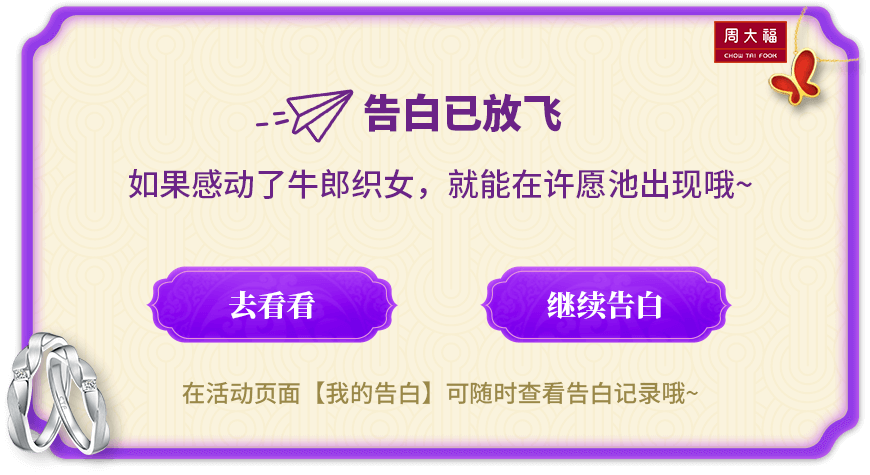 周大福
CHOW TAI FOOK
告白已放飞
如果感动了牛郎织女，就能在许愿池出现哦~
去看看
继续告白
在活动页面【我的告白】可随时查看告白记录哦~